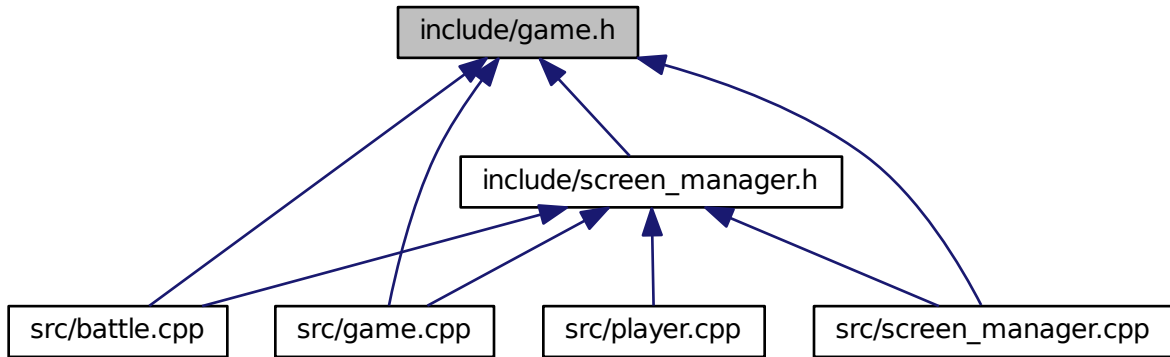 include/game.h
include/screen_manager.h
src/battle.cpp
src/game.cpp
src/player.cpp
src/screen_manager.cpp